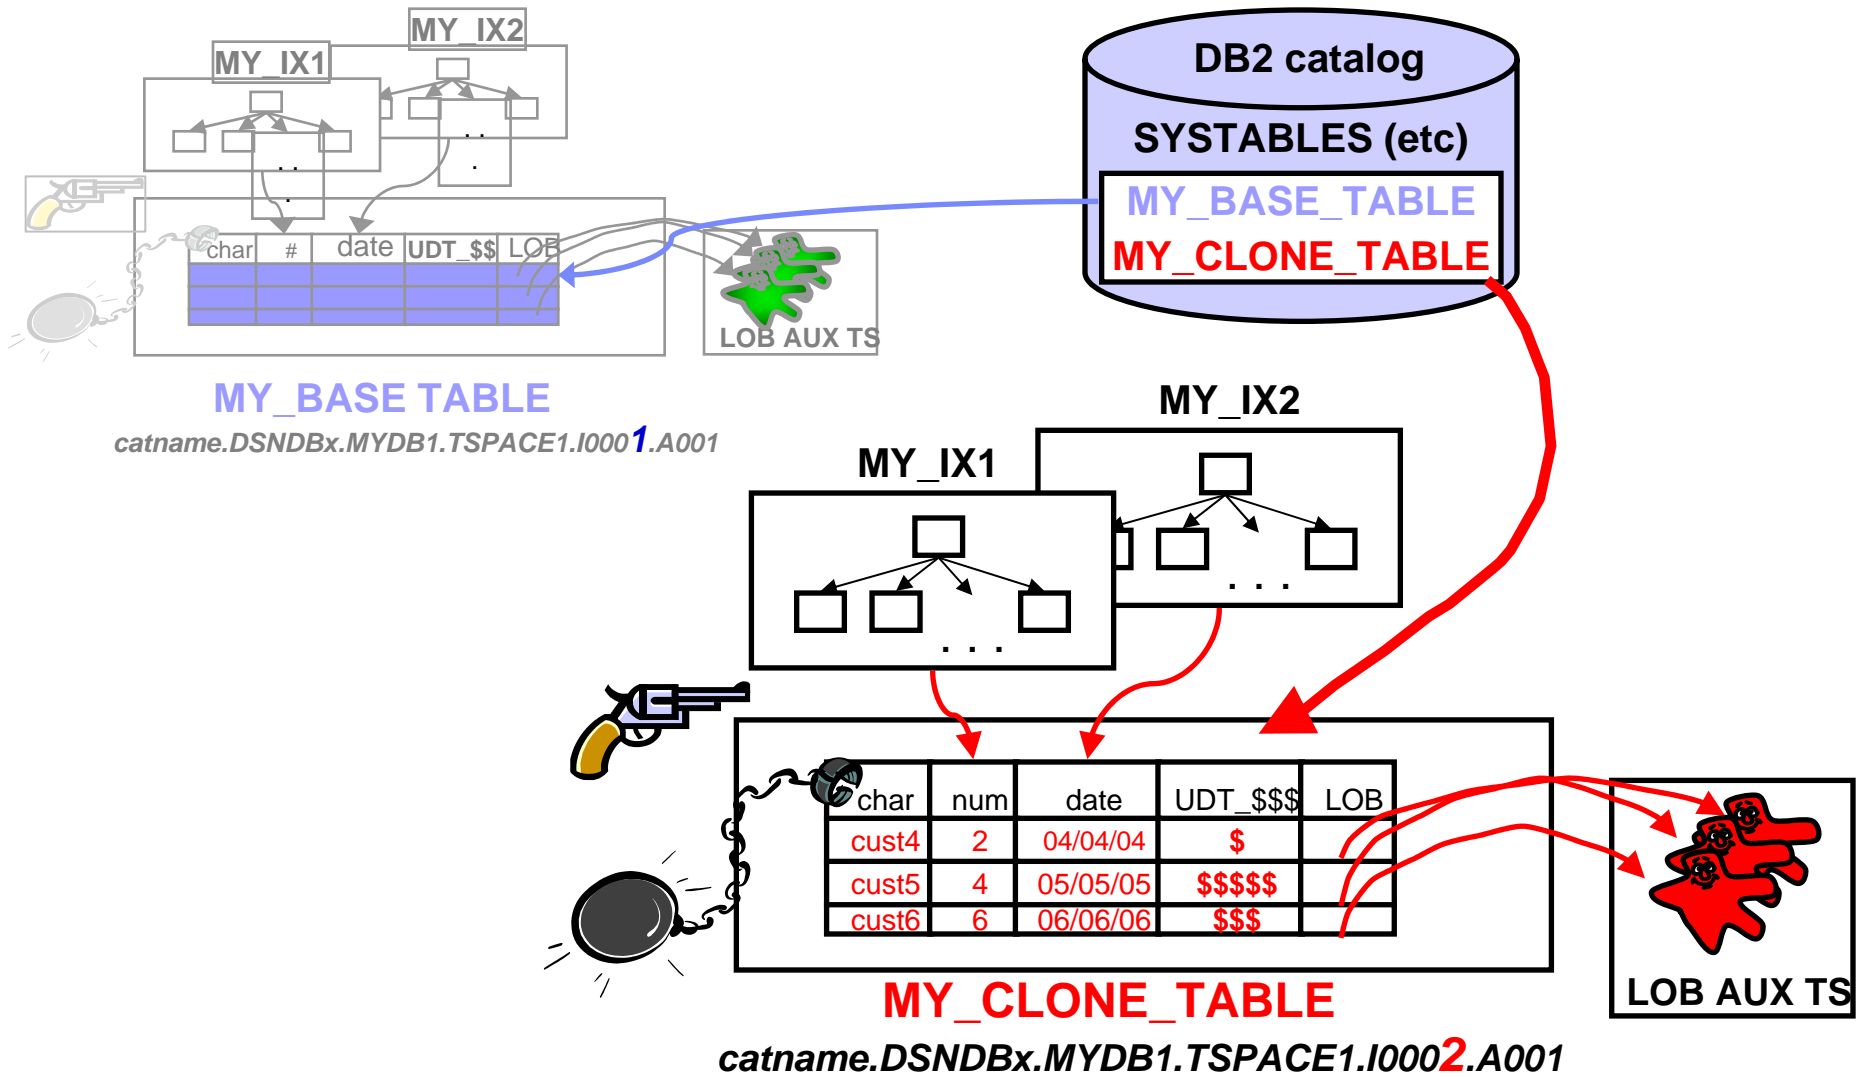 MY_IX2
MY_IX1
. .
.
. .
.
char # date UDT_$$ LOB
LOB AUX TS
MY_BASE TABLE
catname.DSNDBx.MYDB1.TSPACE1.I0001.A001
DB2 catalog
SYSTABLES (etc)
MY_BASE_TABLE
MY_CLONE_TABLE
MY_IX2
MY_IX1
. . .
. . .
char num date UDT_$$$ LOB
cust4 2 04/04/04 $
cust5 4 05/05/05 $$$$$
cust6 6 06/06/06 $$$
LOB AUX TS
MY_CLONE_TABLE
catname.DSNDBx.MYDB1.TSPACE1.I0002.A001